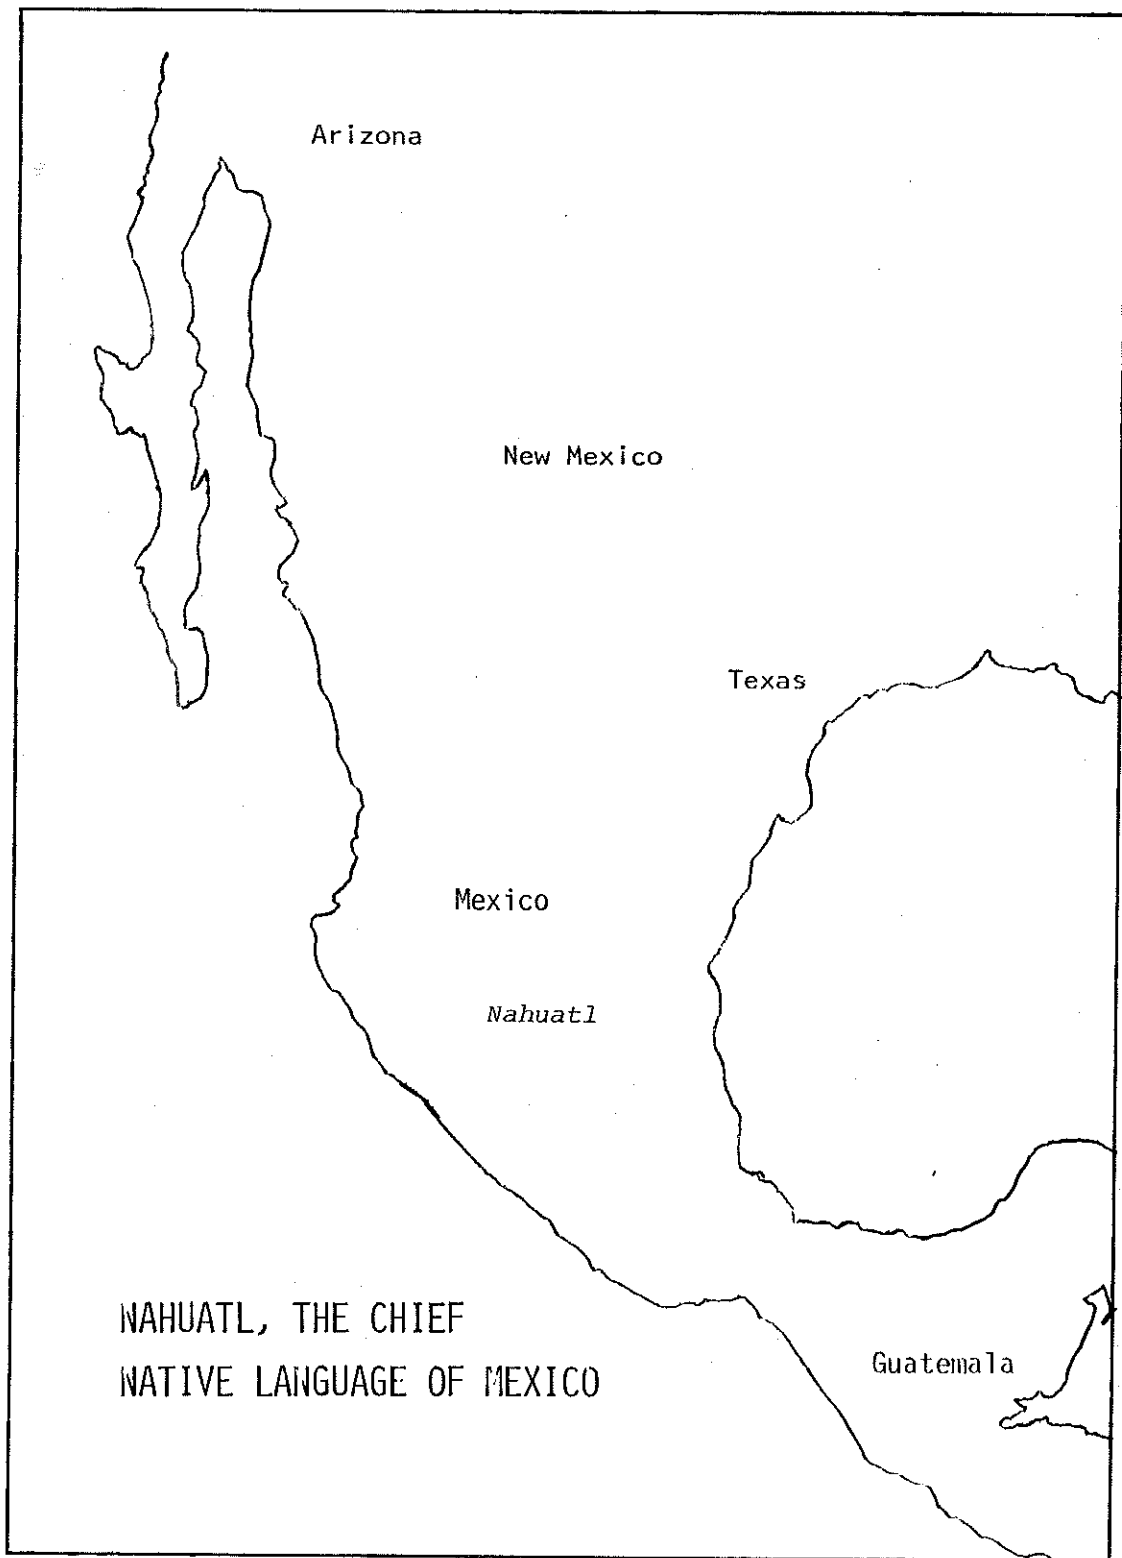 Arizona
New Mexico
Texas
Mexico
Nahuatl
Guatemala
NAHUATL, THE CHIEF
NATIVE LANGUAGE OF MEXICO